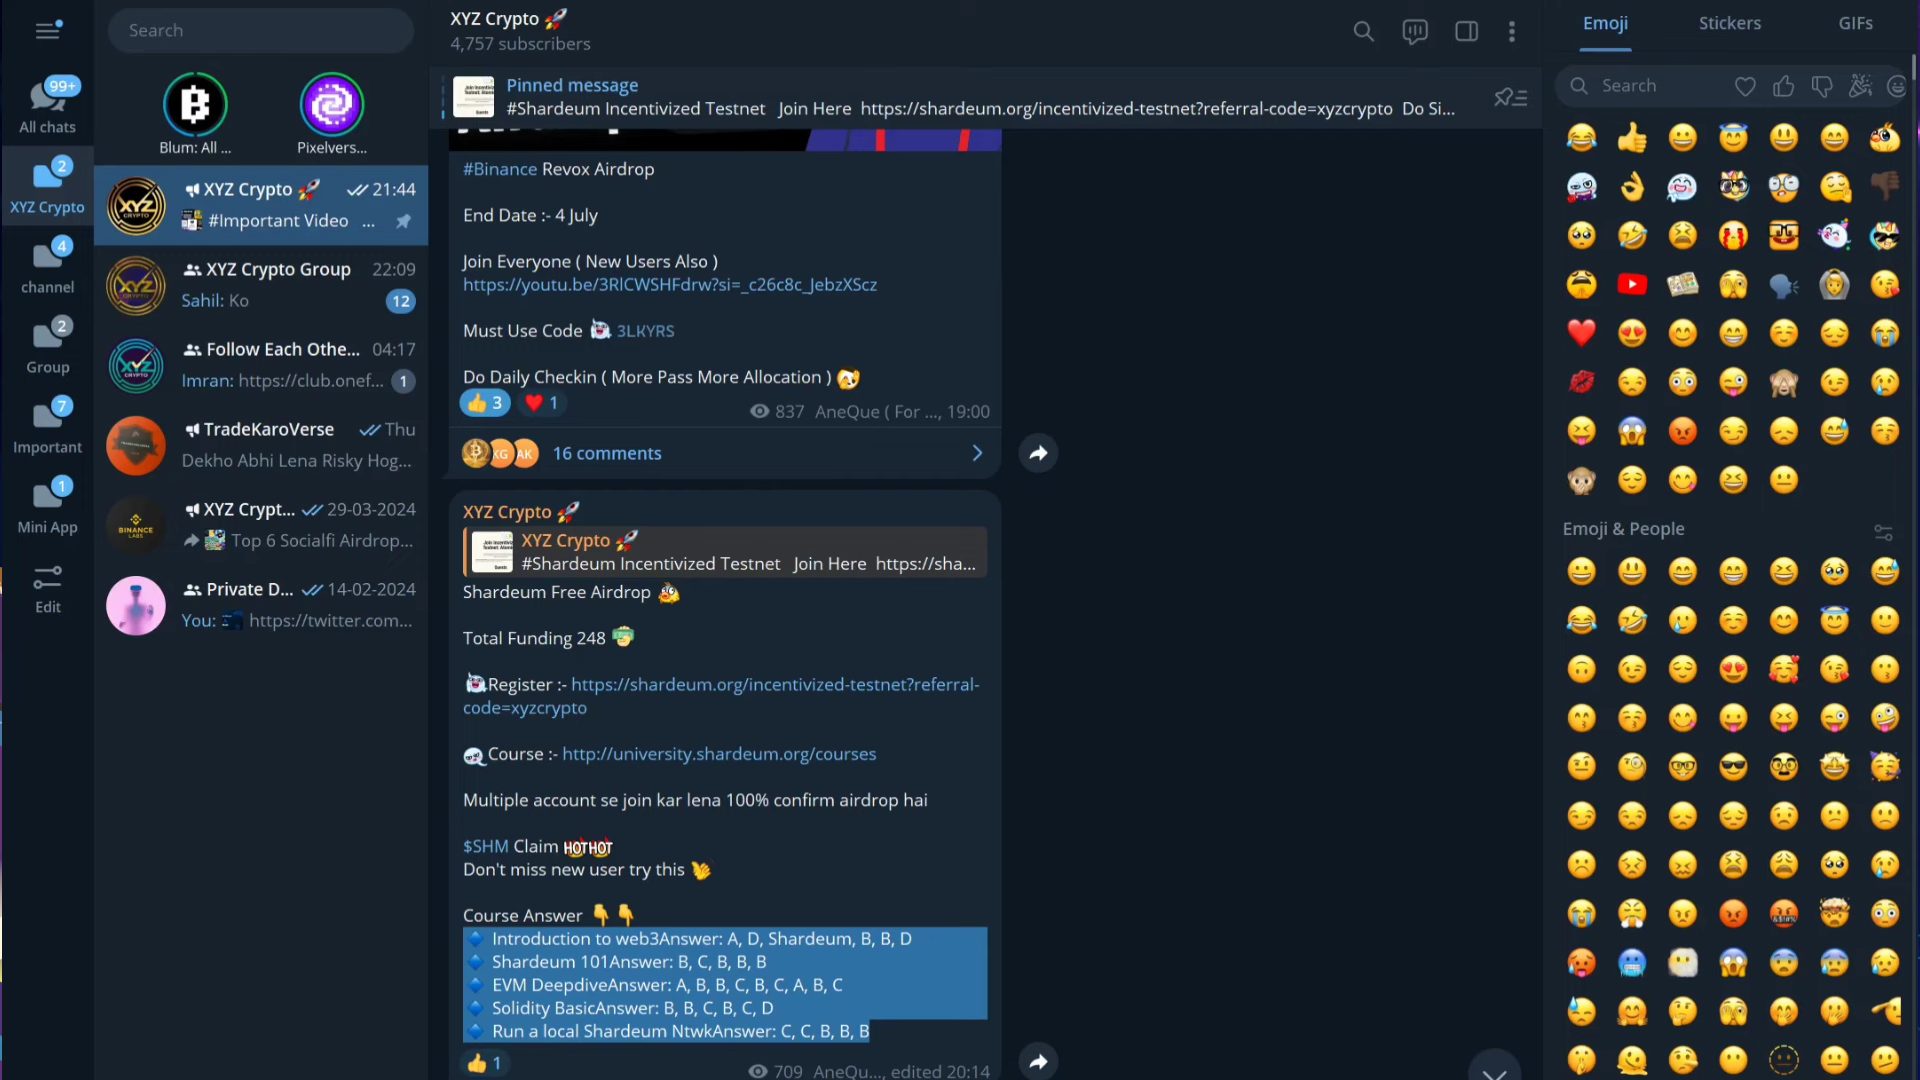 Search
99+
All chats
2
XYZ Crypto
4
channel
2
Group
7
Important
1
Mini App
Edit
Blum: All ...
Pixelvers...
XYZ Crypto 21:44
#Important Video ...
XYZ Crypto Group 22:09
Sahil: Ko 12
Follow Each Othe... 04:17
Imran: https://club.onef... 1
TradeKaroVerse Thu
Dekho Abhi Lena Risky Hog...
XYZ Crypt... 29-03-2024
Top 6 Socialfi Airdrop...
Private D... 14-02-2024
You: https://twitter.com...
XYZ Crypto 🚀
4,757 subscribers
Pinned message
#Shardeum Incentivized Testnet Join Here https://shardeum.org/incentivized-testnet?referral-code=xyzcrypto Do Si...
#Binance Revox Airdrop
End Date :- 4 July
Join Everyone ( New Users Also )
https://youtu.be/3RlCWSHFdrw?si=_c26c8c_JebzXScz
Must Use Code 3LKYRS
Do Daily Checkin ( More Pass More Allocation )
👍 3 ❤️ 1 837 AneQue ( For ..., 19:00
KG AK 16 comments
XYZ Crypto 🚀
XYZ Crypto 🚀
#Shardeum Incentivized Testnet Join Here https://sha...
Shardeum Free Airdrop
Total Funding 248
Register :- https://shardeum.org/incentivized-testnet?referral-
code=xyzcrypto
Course :- http://university.shardeum.org/courses
Multiple account se join kar lena 100% confirm airdrop hai
$SHM Claim HOT HOT
Don't miss new user try this 👋
Course Answer 👇👇
🔷 Introduction to web3Answer: A, D, Shardeum, B, B, D
🔷 Shardeum 101Answer: B, C, B, B, B
🔷 EVM DeepdiveAnswer: A, B, B, C, B, C, A, B, C
🔷 Solidity BasicAnswer: B, B, C, B, C, D
🔷 Run a local Shardeum NtwkAnswer: C, C, B, B, B
👍 1 709 AneQu..., edited 20:14
Emoji Stickers GIFs
Search
Emoji & People